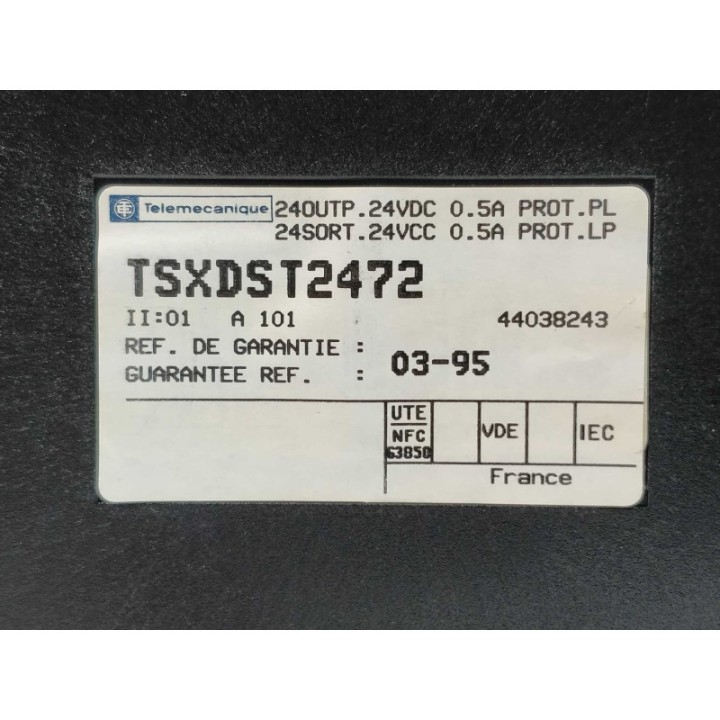 TE Telemecanique 24OUTP.24VDC 0.5A PROT.PL
24SORT.24VCC 0.5A PROT.LP
TSXDST2472
II:01 A 101 44038243
REF. DE GARANTIE :
GUARANTEE REF. : 03-95
UTE
NFC VDE IEC
63850
France